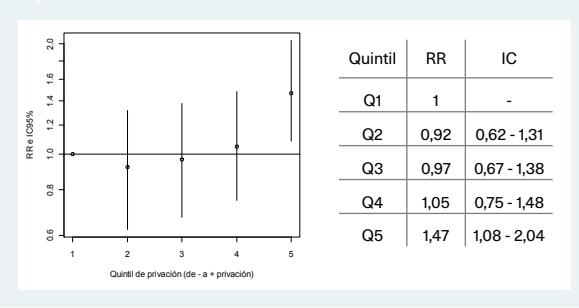 2.0
1.6
1.4
1.2
1.0
0.8
0.6
RR e IC95%
1 2 3 4 5
Quintil de privación (de - a + privación)
Quintil RR IC
Q1 1 -
Q2 0,92 0,62 - 1,31
Q3 0,97 0,67 - 1,38
Q4 1,05 0,75 - 1,48
Q5 1,47 1,08 - 2,04